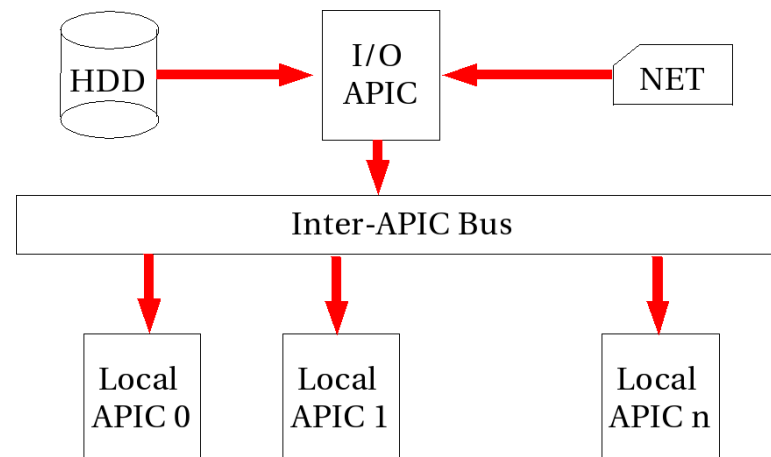 HDD
I/O
APIC
NET
Inter-APIC Bus
Local
APIC 0
Local
APIC 1
Local
APIC n